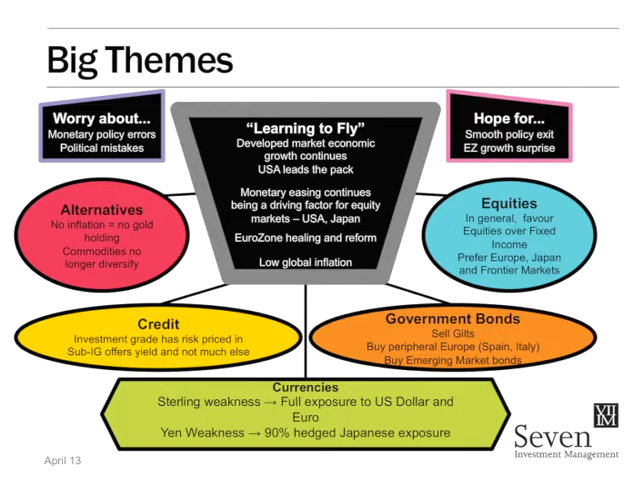 Big Themes
Worry about...
Monetary policy errors
Political mistakes
“Learning to Fly”
Developed market economic
growth continues
USA leads the pack
Monetary easing continues
being a driving factor for equity
markets – USA, Japan
EuroZone healing and reform
Low global inflation
Hope for...
Smooth policy exit
EZ growth surprise
Alternatives
No inflation = no gold
holding
Commodities no
longer diversify
Equities
In general, favour
Equities over Fixed
Income
Prefer Europe, Japan
and Frontier Markets
Credit
Investment grade has risk priced in
Sub-IG offers yield and not much else
Government Bonds
Sell Gilts
Buy peripheral Europe (Spain, Italy)
Buy Emerging Market bonds
Currencies
Sterling weakness → Full exposure to US Dollar and
Euro
Yen Weakness → 90% hedged Japanese exposure
VII
IM
Seven
Investment Management
April 13